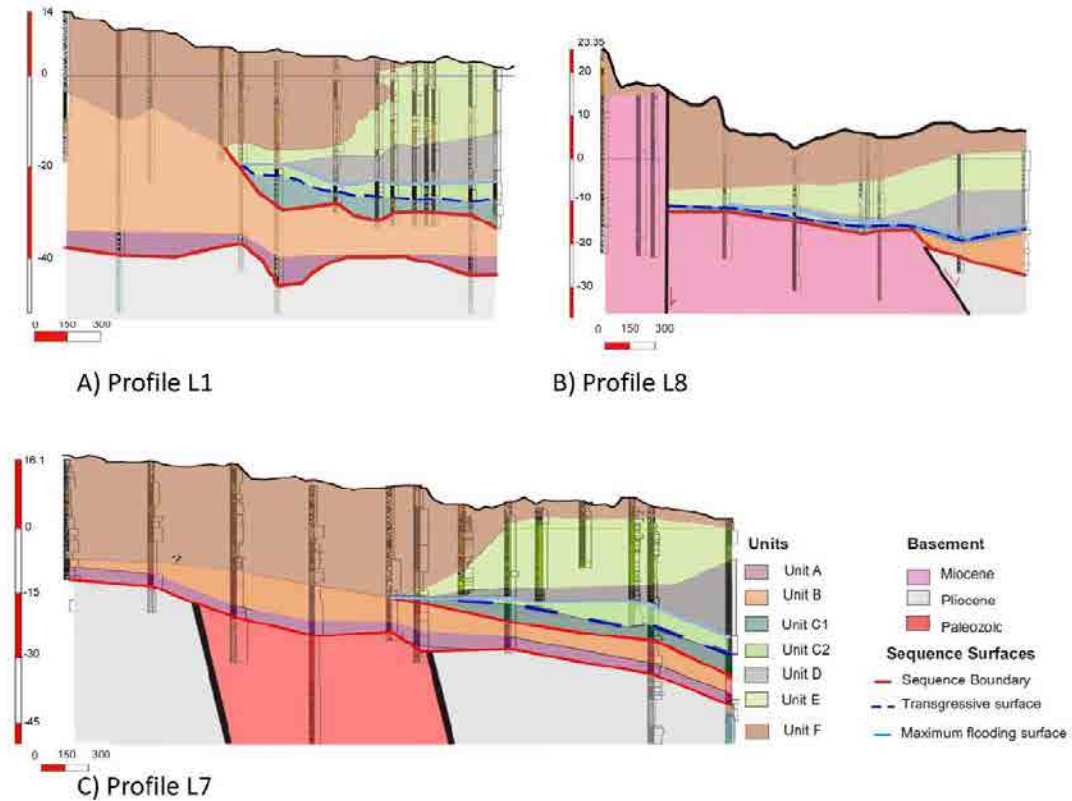 14
0
-20
-40
0 150 300
A) Profile L1
23.35
20
10
0
-10
-20
-30
0 150 300
B) Profile L8
16.1
0
-15
-30
-45
0 150 300
?
C) Profile L7
Units
Unit A
Unit B
Unit C1
Unit C2
Unit D
Unit E
Unit F
Basement
Miocene
Pliocene
Paleozoic
Sequence Surfaces
Sequence Boundary
Transgressive surface
Maximum flooding surface